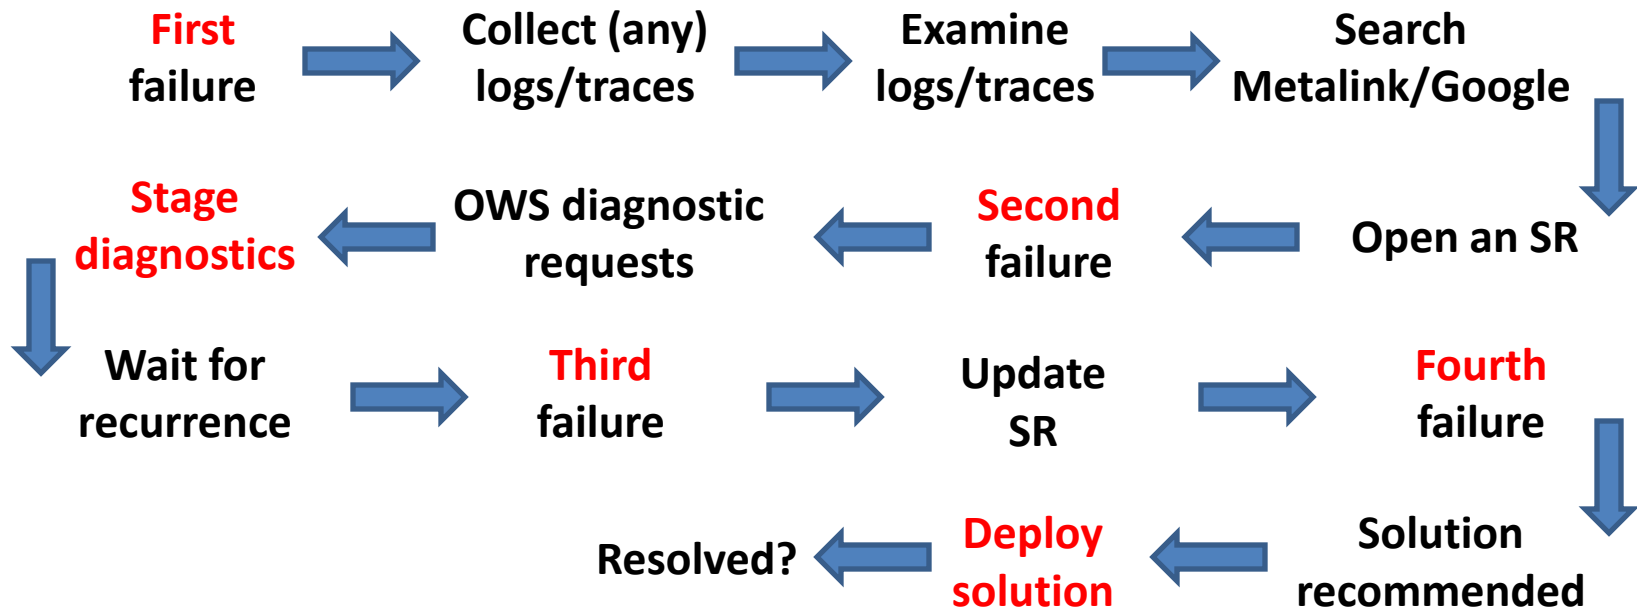 First
failure
Collect (any)
logs/traces
Examine
logs/traces
Search
Metalink/Google
Open an SR
Second
failure
OWS diagnostic
requests
Stage
diagnostics
Wait for
recurrence
Third
failure
Update
SR
Fourth
failure
Solution
recommended
Deploy
solution
Resolved?